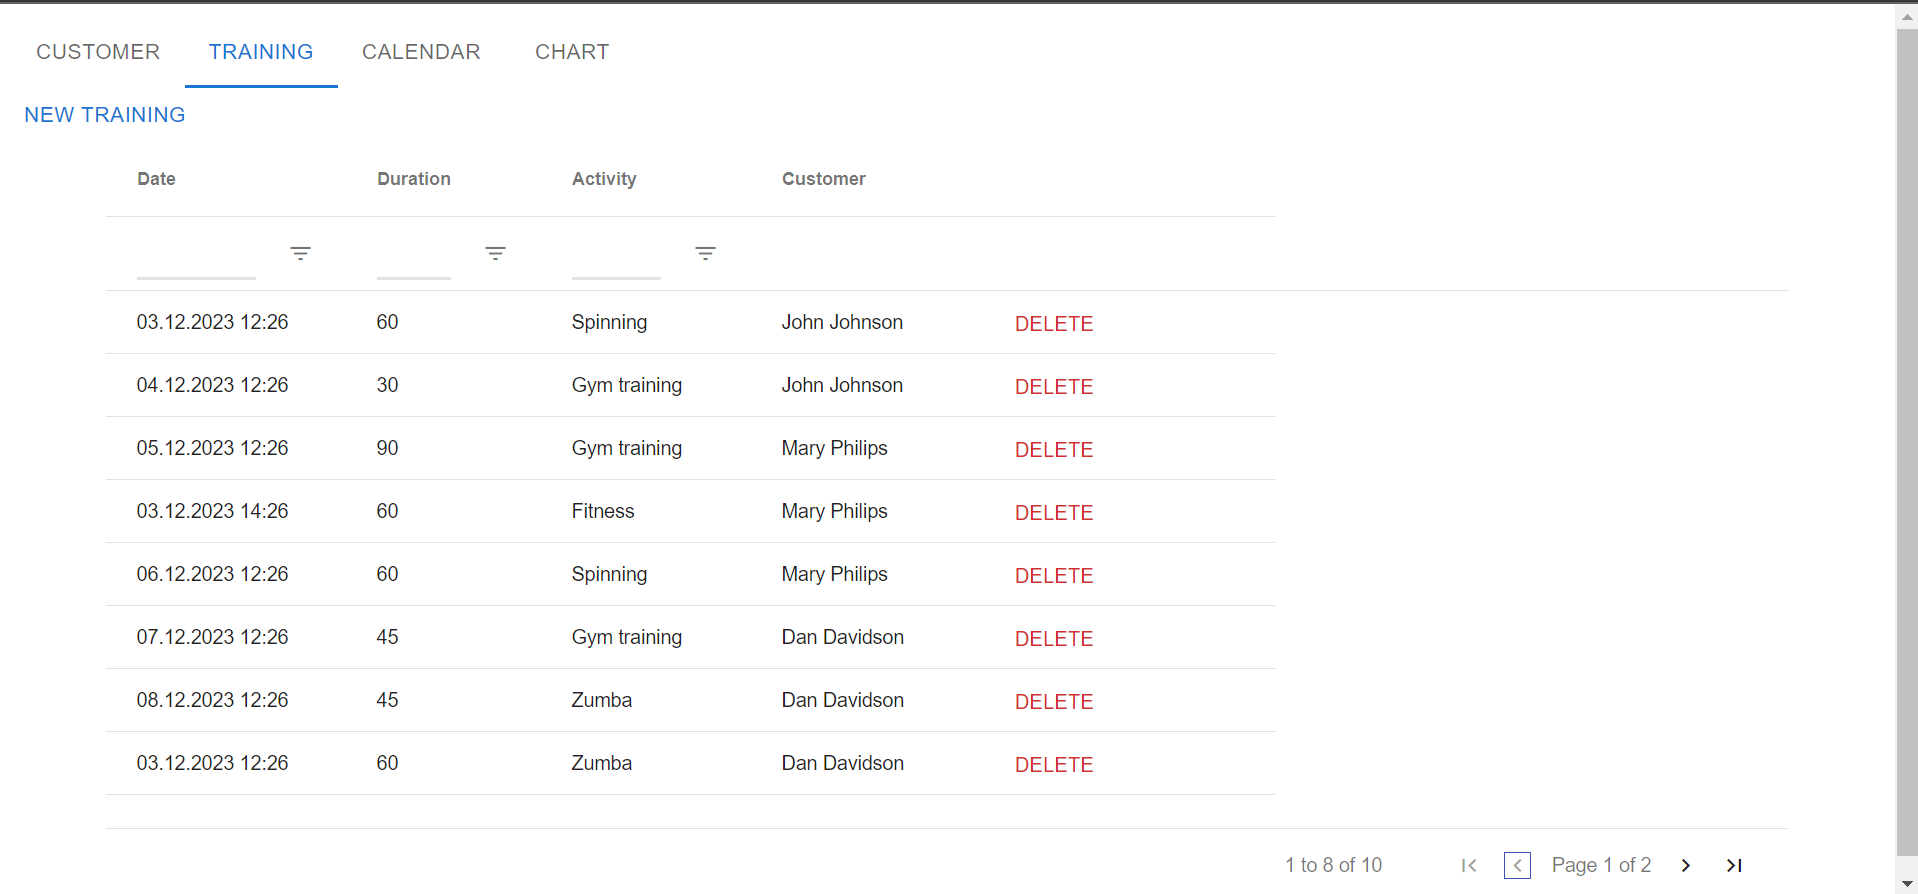 CUSTOMER TRAINING CALENDAR CHART
NEW TRAINING
Date Duration Activity Customer
03.12.2023 12:26 60 Spinning John Johnson DELETE
04.12.2023 12:26 30 Gym training John Johnson DELETE
05.12.2023 12:26 90 Gym training Mary Philips DELETE
03.12.2023 14:26 60 Fitness Mary Philips DELETE
06.12.2023 12:26 60 Spinning Mary Philips DELETE
07.12.2023 12:26 45 Gym training Dan Davidson DELETE
08.12.2023 12:26 45 Zumba Dan Davidson DELETE
03.12.2023 12:26 60 Zumba Dan Davidson DELETE
1 to 8 of 10 Page 1 of 2